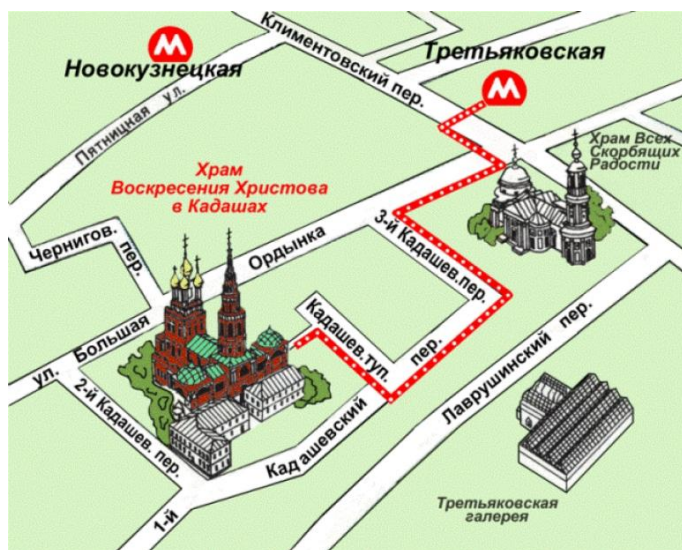 М
Новокузнецкая
Климентовский пер.
Третьяковская
М
Пятницкая ул.
Храм
Воскресения Христова
в Кадашах
Храм Всех
Скорбящих
Радости
Чернигов. пер.
ул. Большая Ордынка
3-й Кадашев.пер.
Кадашев.туп.
2-й Кадашев. пер.
1-й Кадашевский пер.
Лаврушинский пер.
Третьяковская
галерея